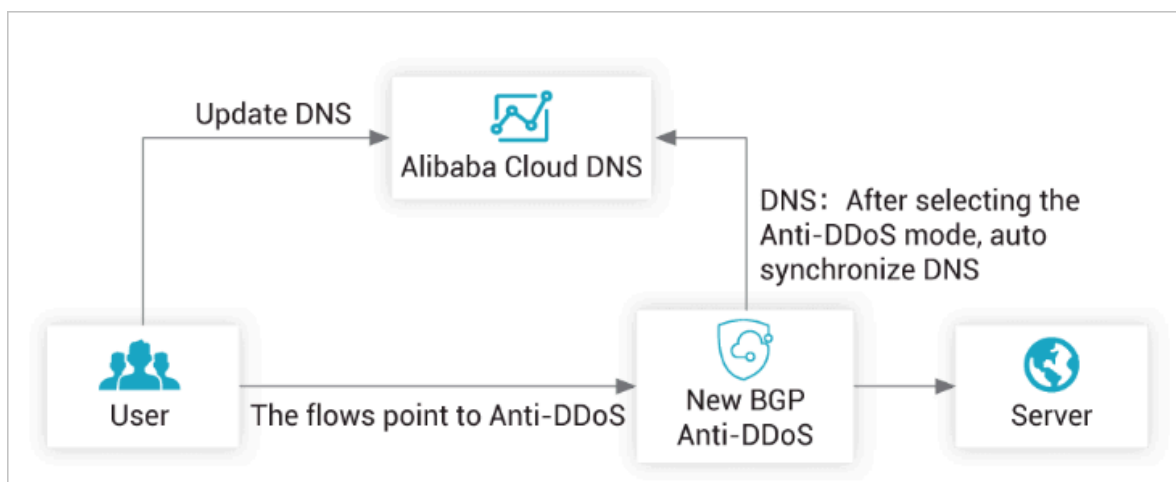 Update DNS
Alibaba Cloud DNS
DNS：After selecting the
Anti-DDoS mode, auto
synchronize DNS
User
The flows point to Anti-DDoS
New BGP
Anti-DDoS
Server